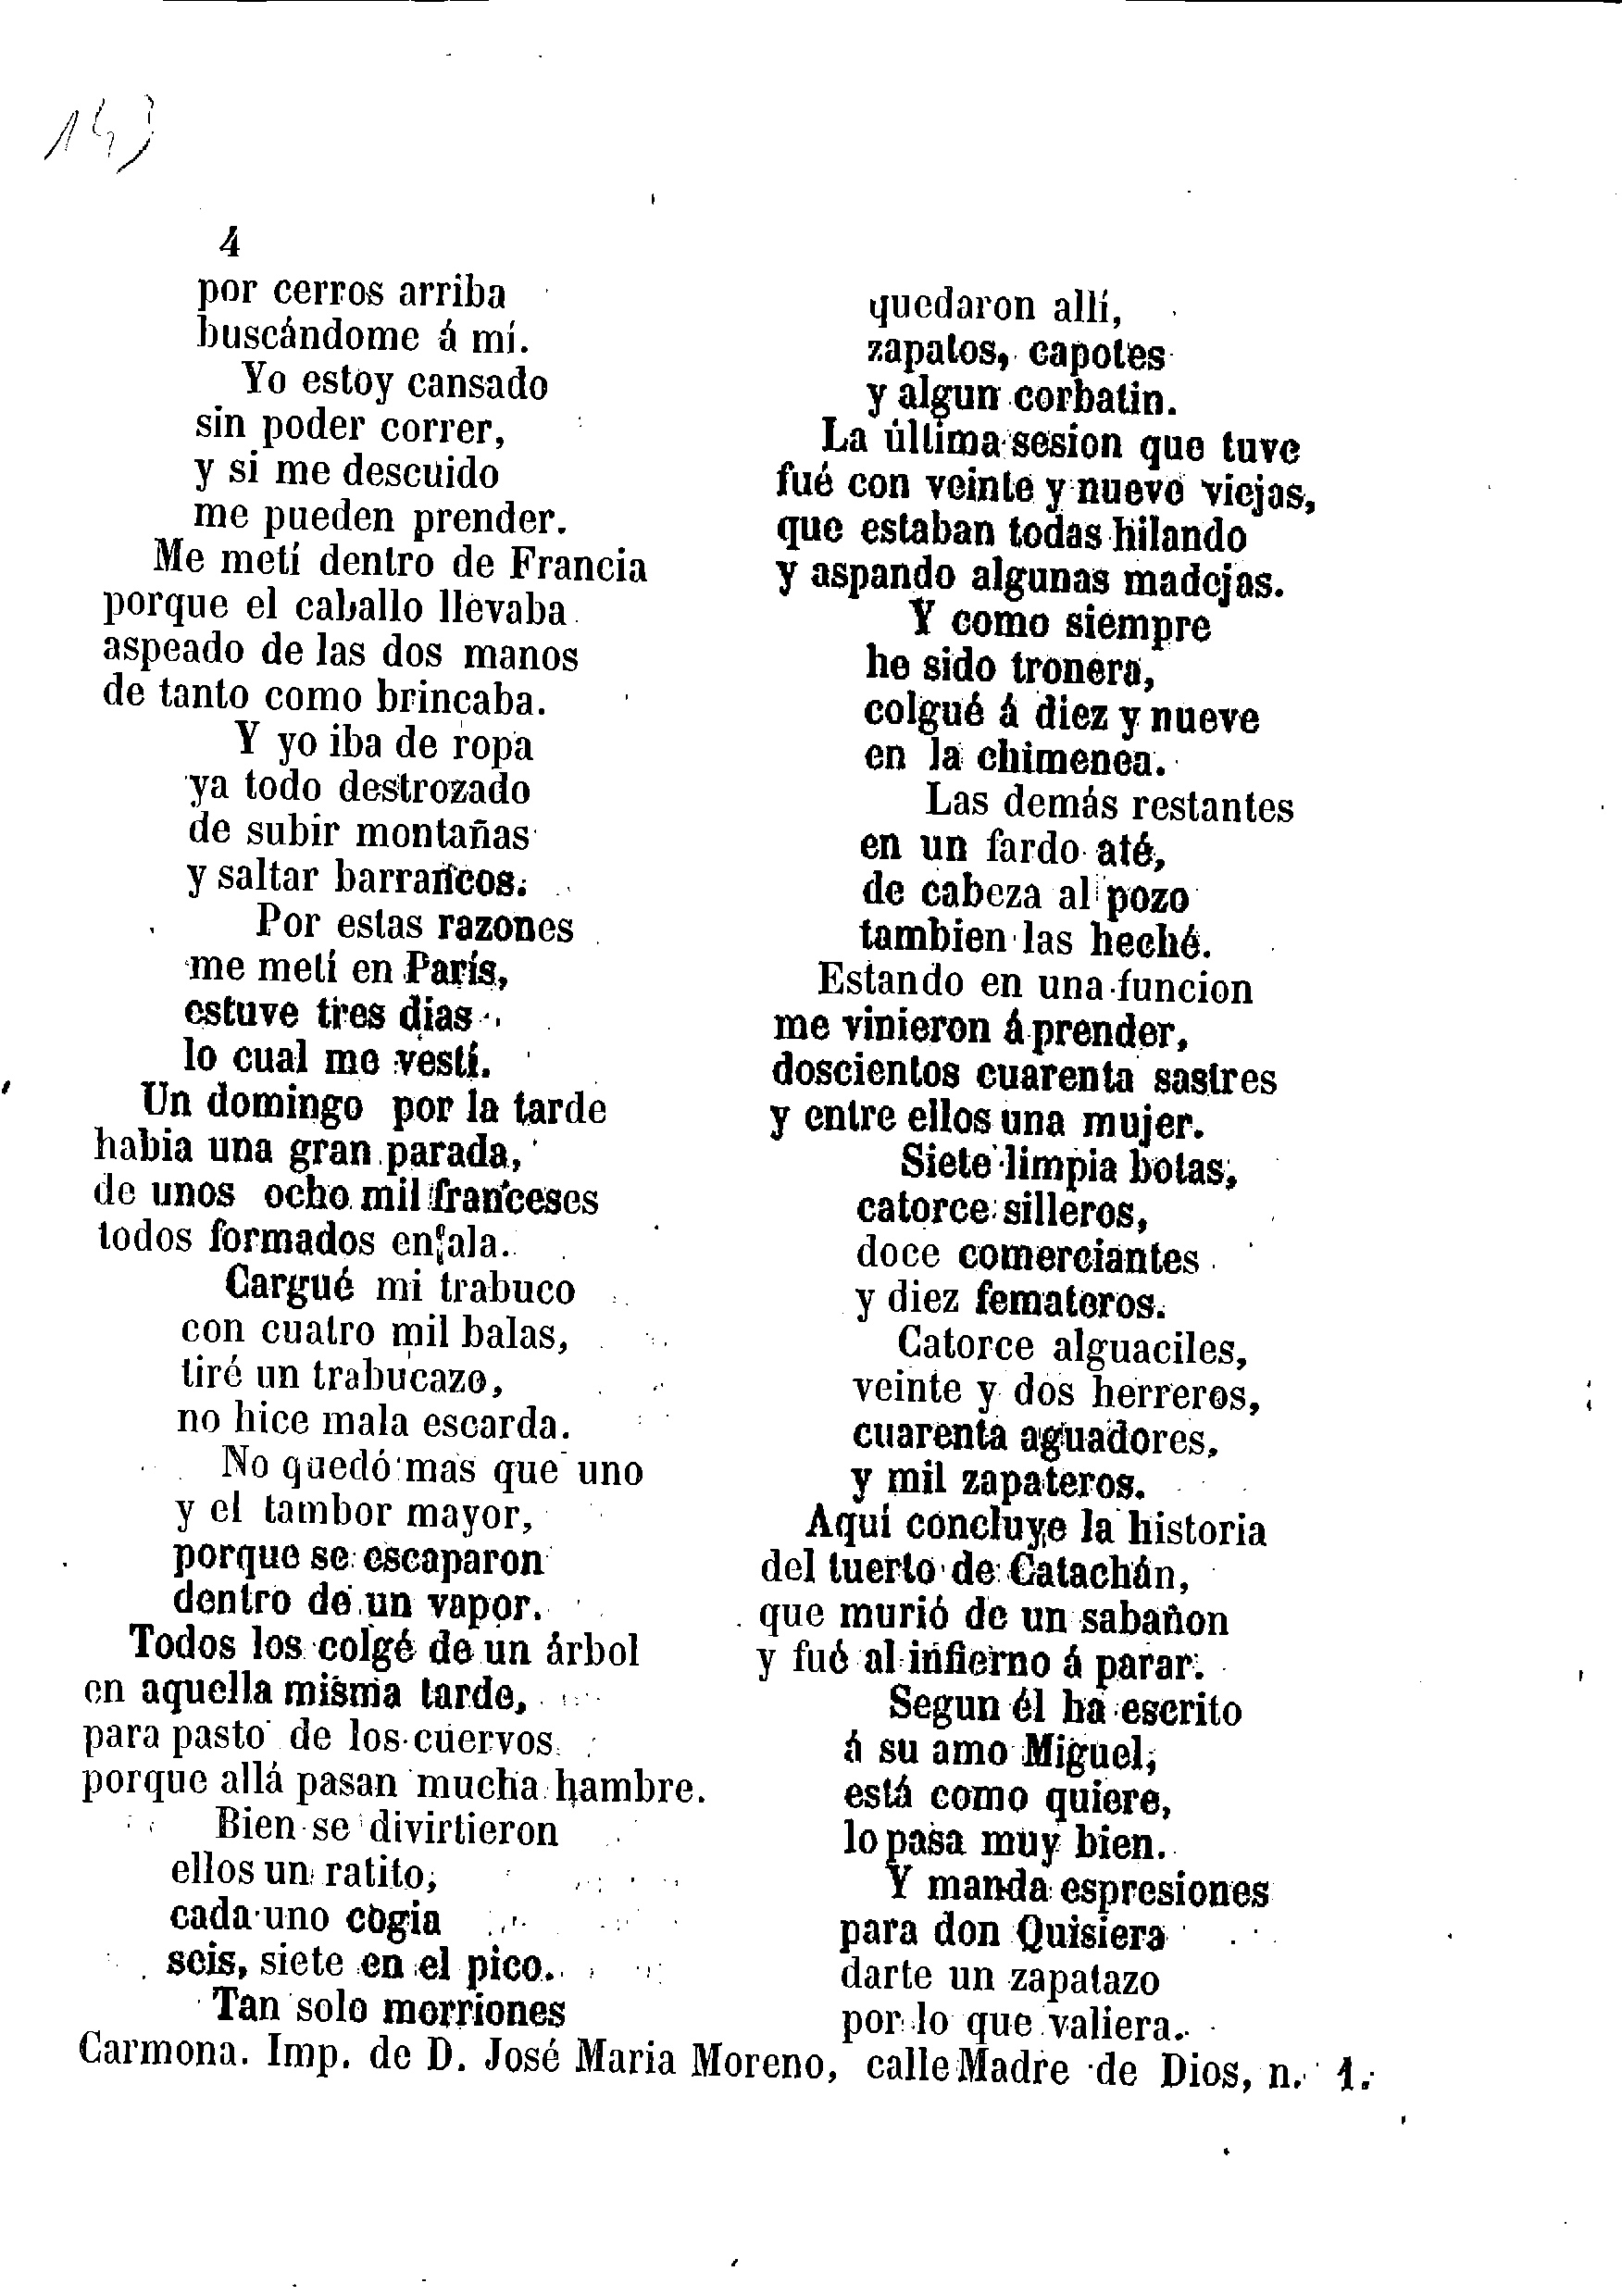 143
4
por cerros arriba
buscándome á mí.
Yo estoy cansado
sin poder correr,
y si me descuido
me pueden prender.
Me metí dentro de Francia
porque el caballo llevaba
aspeado de las dos manos
de tanto como brincaba.
Y yo iba de ropa
ya todo destrozado
de subir montañas
y saltar barrancos.
Por estas razones
me metí en París,
estuve tres dias
lo cual me vestí.
Un domingo por la tarde
habia una gran parada,
de unos ocho mil franceses
todos formados en ala.
Cargué mi trabuco
con cuatro mil balas,
tiré un trabucazo,
no hice mala escarda.
No quedó mas que uno
y el tambor mayor,
porque se escaparon
dentro de un vapor.
Todos los colgé de un árbol
en aquella misma tarde,
para pasto de los cuervos
porque allá pasan mucha hambre.
Bien se divirtieron
ellos un ratito,
cada uno cogia
seis, siete en el pico.
Tan solo morriones
quedaron allí,
zapatos, capotes
y algun corbatin.
La última sesion que tuve
fué con veinte y nueve viejas,
que estaban todas hilando
y aspando algunas madejas.
Y como siempre
he sido tronera,
colgué á diez y nueve
en la chimenea.
Las demás restantes
en un fardo até,
de cabeza al pozo
tambien las heché.
Estando en una funcion
me vinieron á prender,
doscientos cuarenta sastres
y entre ellos una mujer.
Siete limpia botas,
catorce silleros,
doce comerciantes
y diez femateros.
Catorce alguaciles,
veinte y dos herreros,
cuarenta aguadores,
y mil zapateros.
Aquí concluye la historia
del tuerto de Catachán,
que murió de un sabañon
y fué al infierno á parar.
Segun él ha escrito
á su amo Miguel,
está como quiere,
lo pasa muy bien.
Y manda espresiones
para don Quisiera
darte un zapatazo
por lo que valiera.
Carmona. Imp. de D. José Maria Moreno, calle Madre de Dios, n. 1.